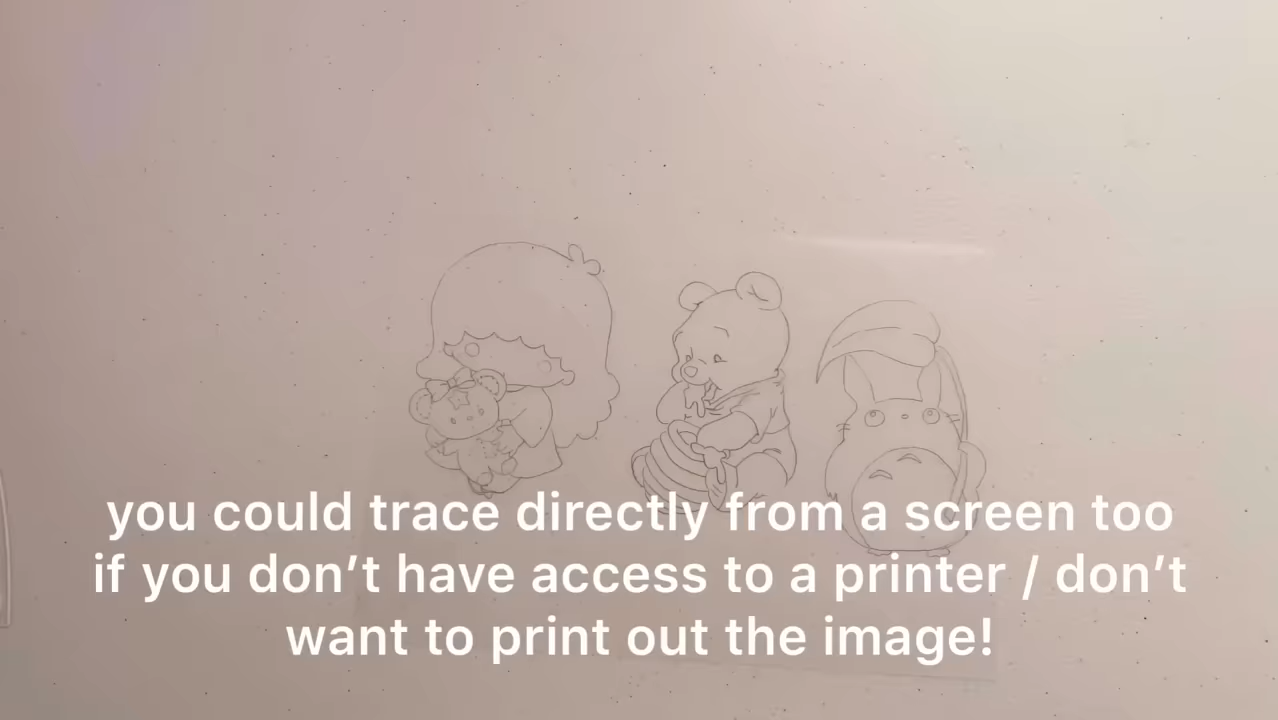 you could trace directly from a screen too
if you don’t have access to a printer / don’t
want to print out the image!